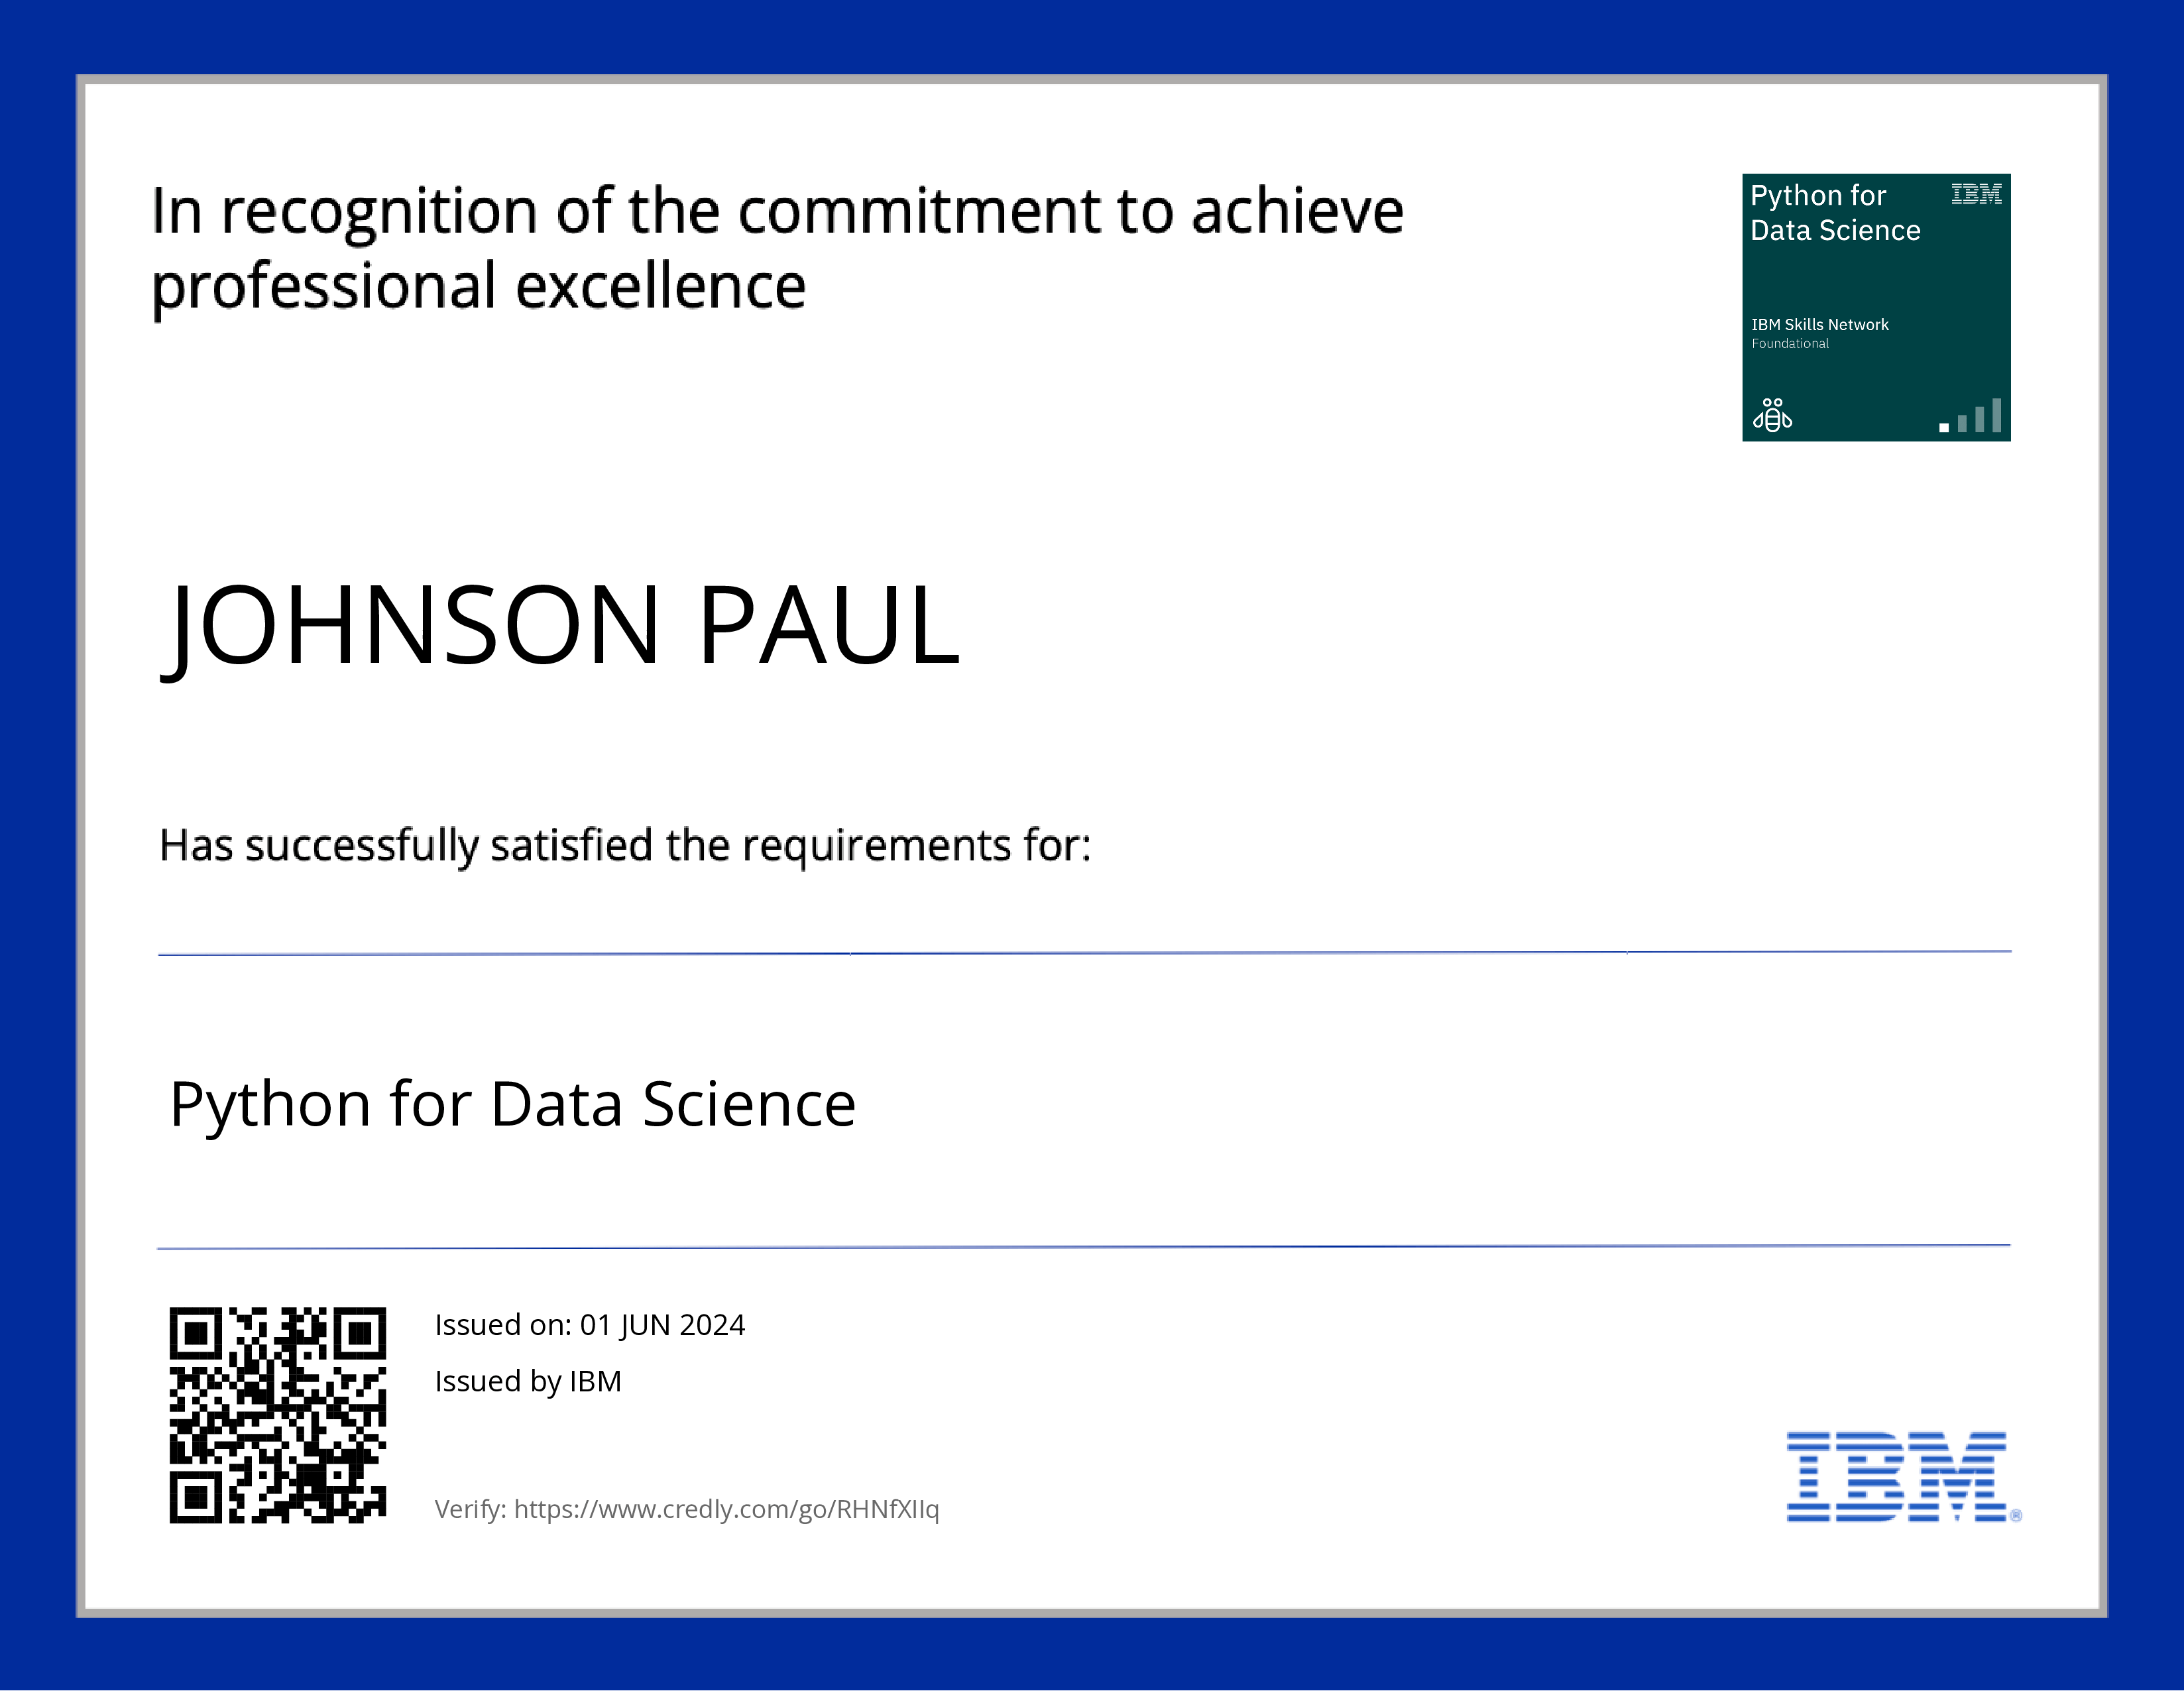 In recognition of the commitment to achieve
professional excellence
Python for
Data Science
IBM
IBM Skills Network
Foundational
JOHNSON PAUL
Has successfully satisfied the requirements for:
Python for Data Science
Issued on: 01 JUN 2024
Issued by IBM
Verify: https://www.credly.com/go/RHNfXIIq
IBM®